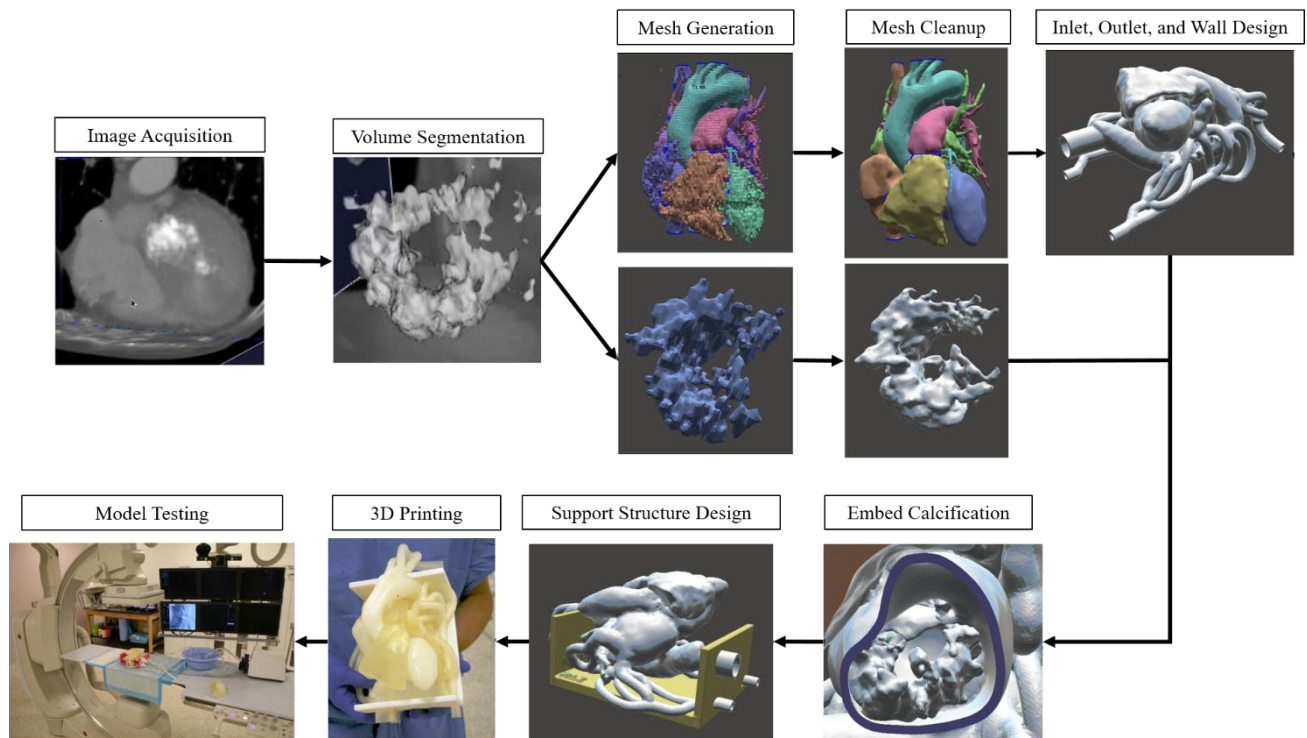 Mesh Generation
Mesh Cleanup
Inlet, Outlet, and Wall Design
Image Acquisition
Volume Segmentation
Model Testing
3D Printing
Support Structure Design
Embed Calcification